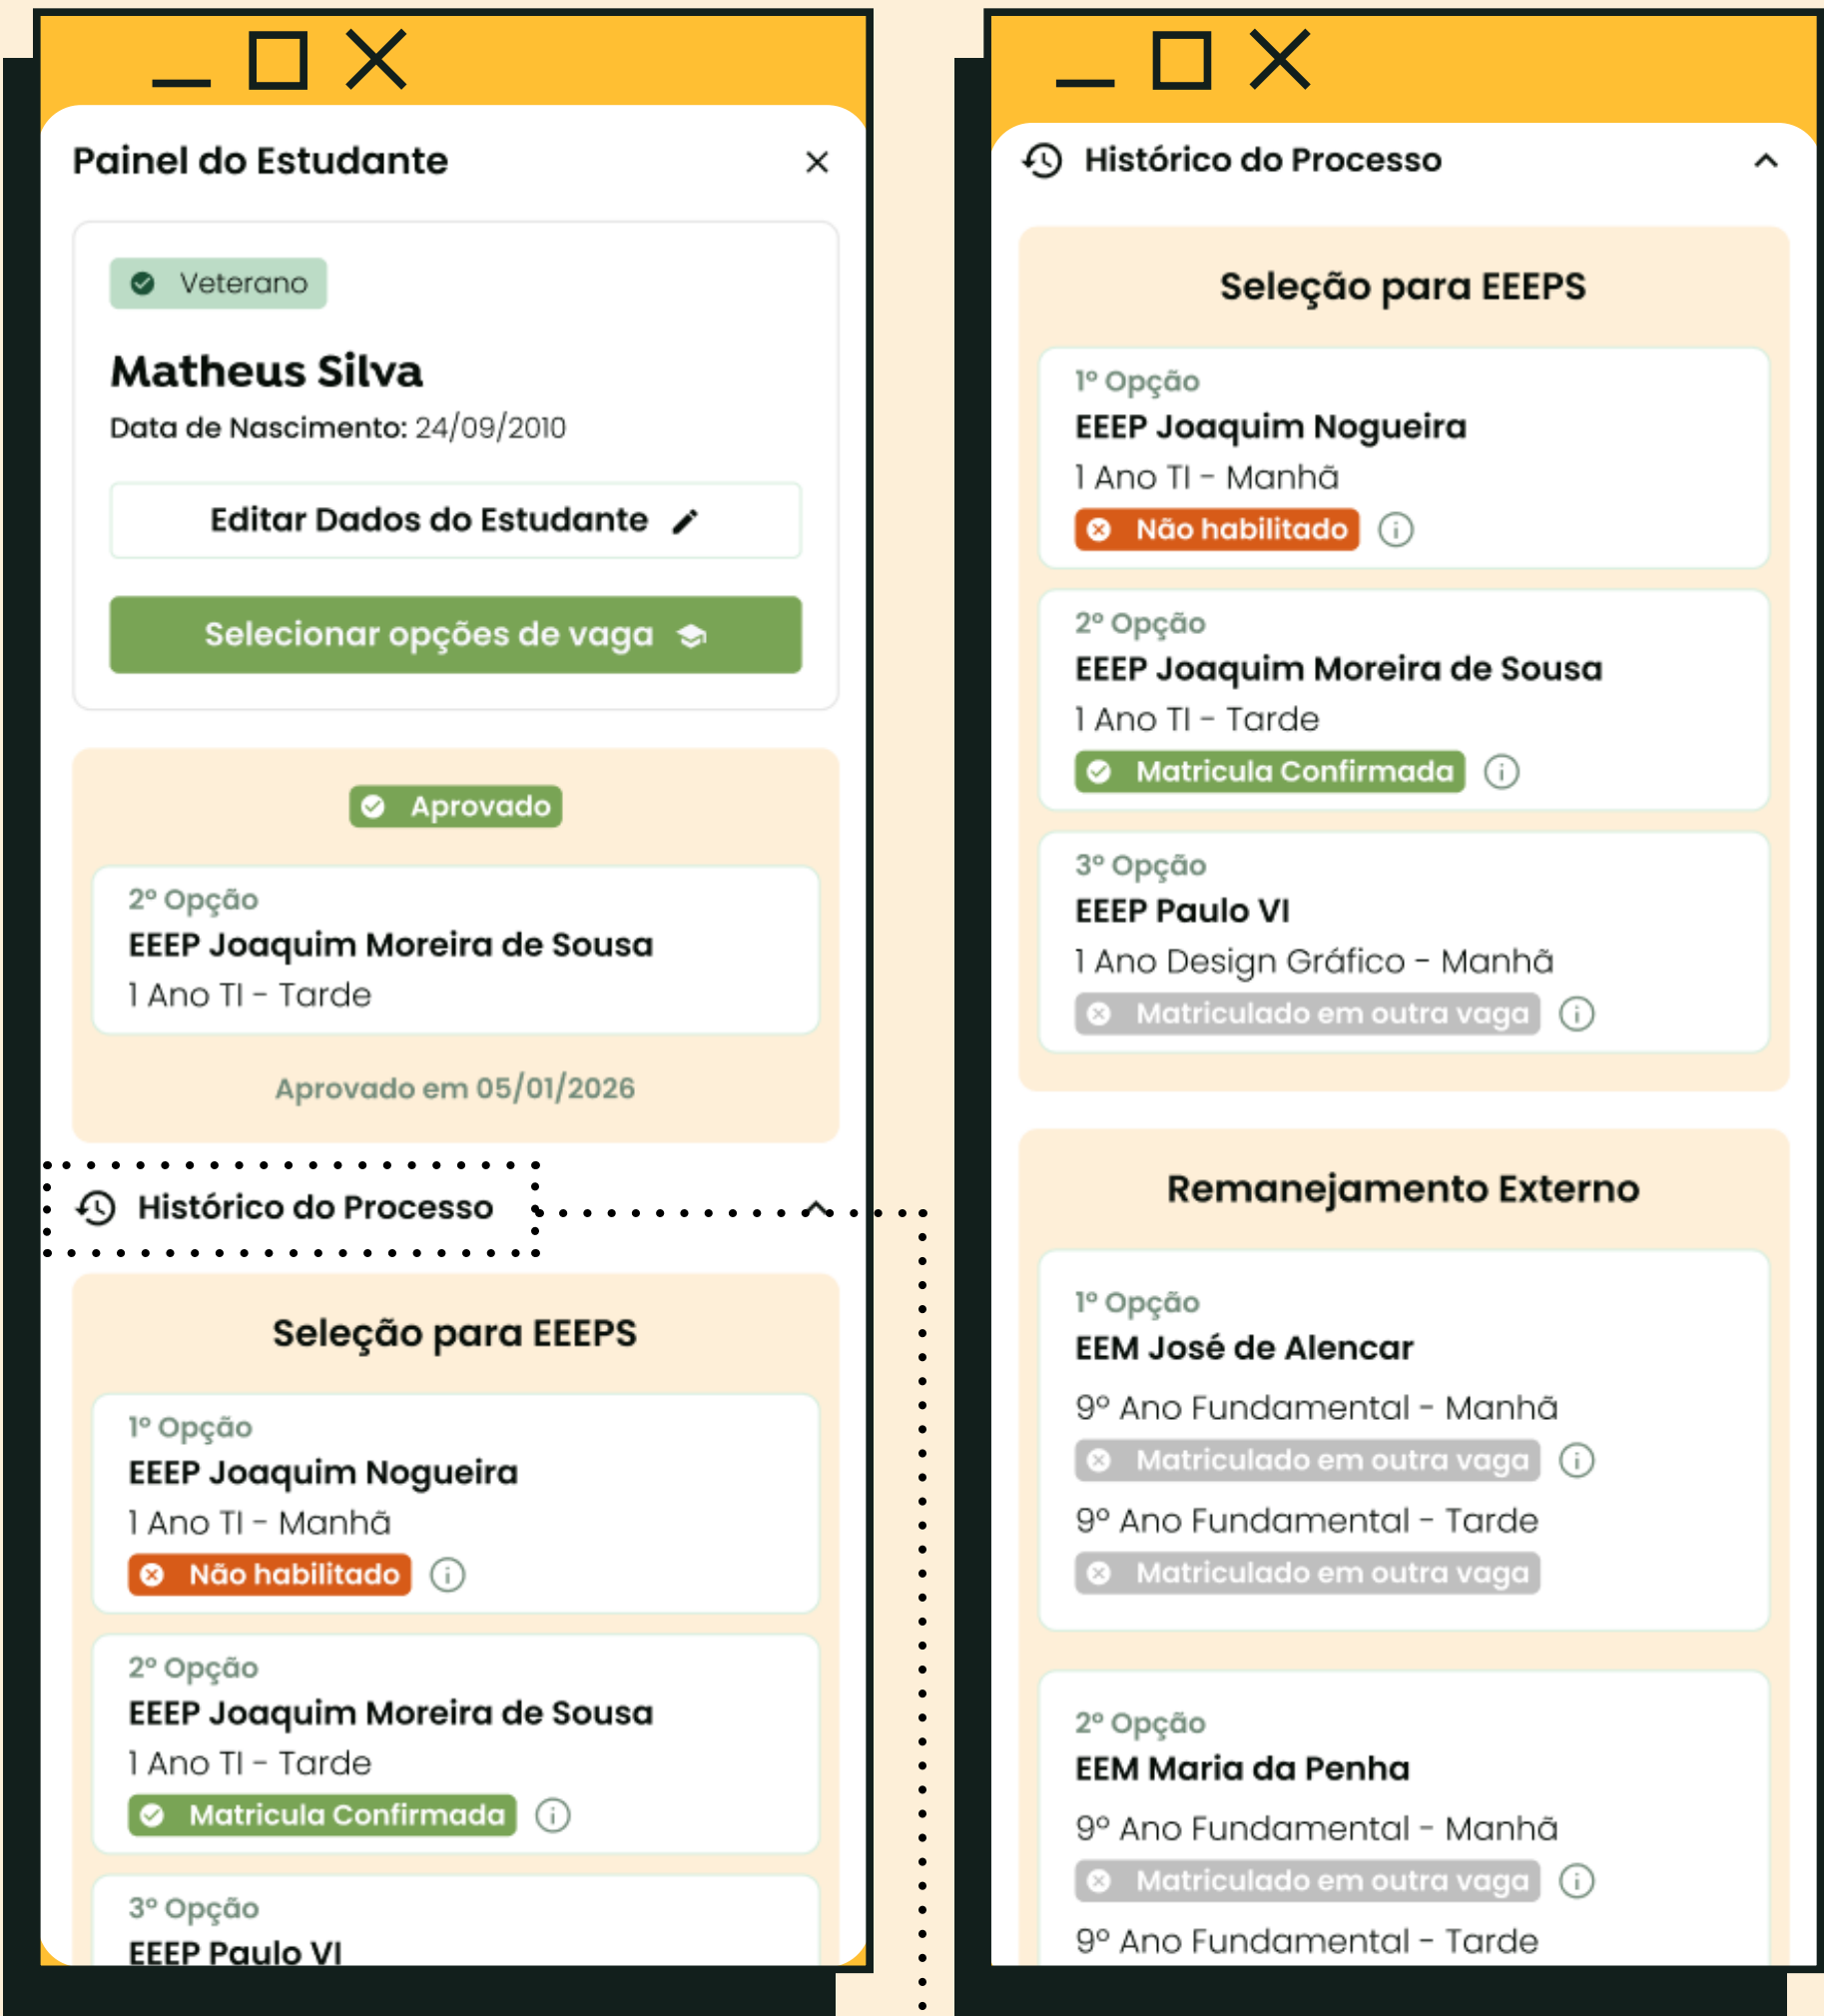 Painel do Estudante
Veterano
Matheus Silva
Data de Nascimento: 24/09/2010
Editar Dados do Estudante
Selecionar opções de vaga
Aprovado
2º Opção
EEEP Joaquim Moreira de Sousa
1 Ano TI - Tarde
Aprovado em 05/01/2026
Histórico do Processo
Seleção para EEEPS
1º Opção
EEEP Joaquim Nogueira
1 Ano TI - Manhã
Não habilitado
2º Opção
EEEP Joaquim Moreira de Sousa
1 Ano TI - Tarde
Matricula Confirmada
3º Opção
EEEP Paulo VI
Histórico do Processo
Seleção para EEEPS
1º Opção
EEEP Joaquim Nogueira
1 Ano TI - Manhã
Não habilitado
2º Opção
EEEP Joaquim Moreira de Sousa
1 Ano TI - Tarde
Matricula Confirmada
3º Opção
EEEP Paulo VI
1 Ano Design Gráfico - Manhã
Matriculado em outra vaga
Remanejamento Externo
1º Opção
EEM José de Alencar
9º Ano Fundamental - Manhã
Matriculado em outra vaga
9º Ano Fundamental - Tarde
Matriculado em outra vaga
2º Opção
EEM Maria da Penha
9º Ano Fundamental - Manhã
Matriculado em outra vaga
9º Ano Fundamental - Tarde